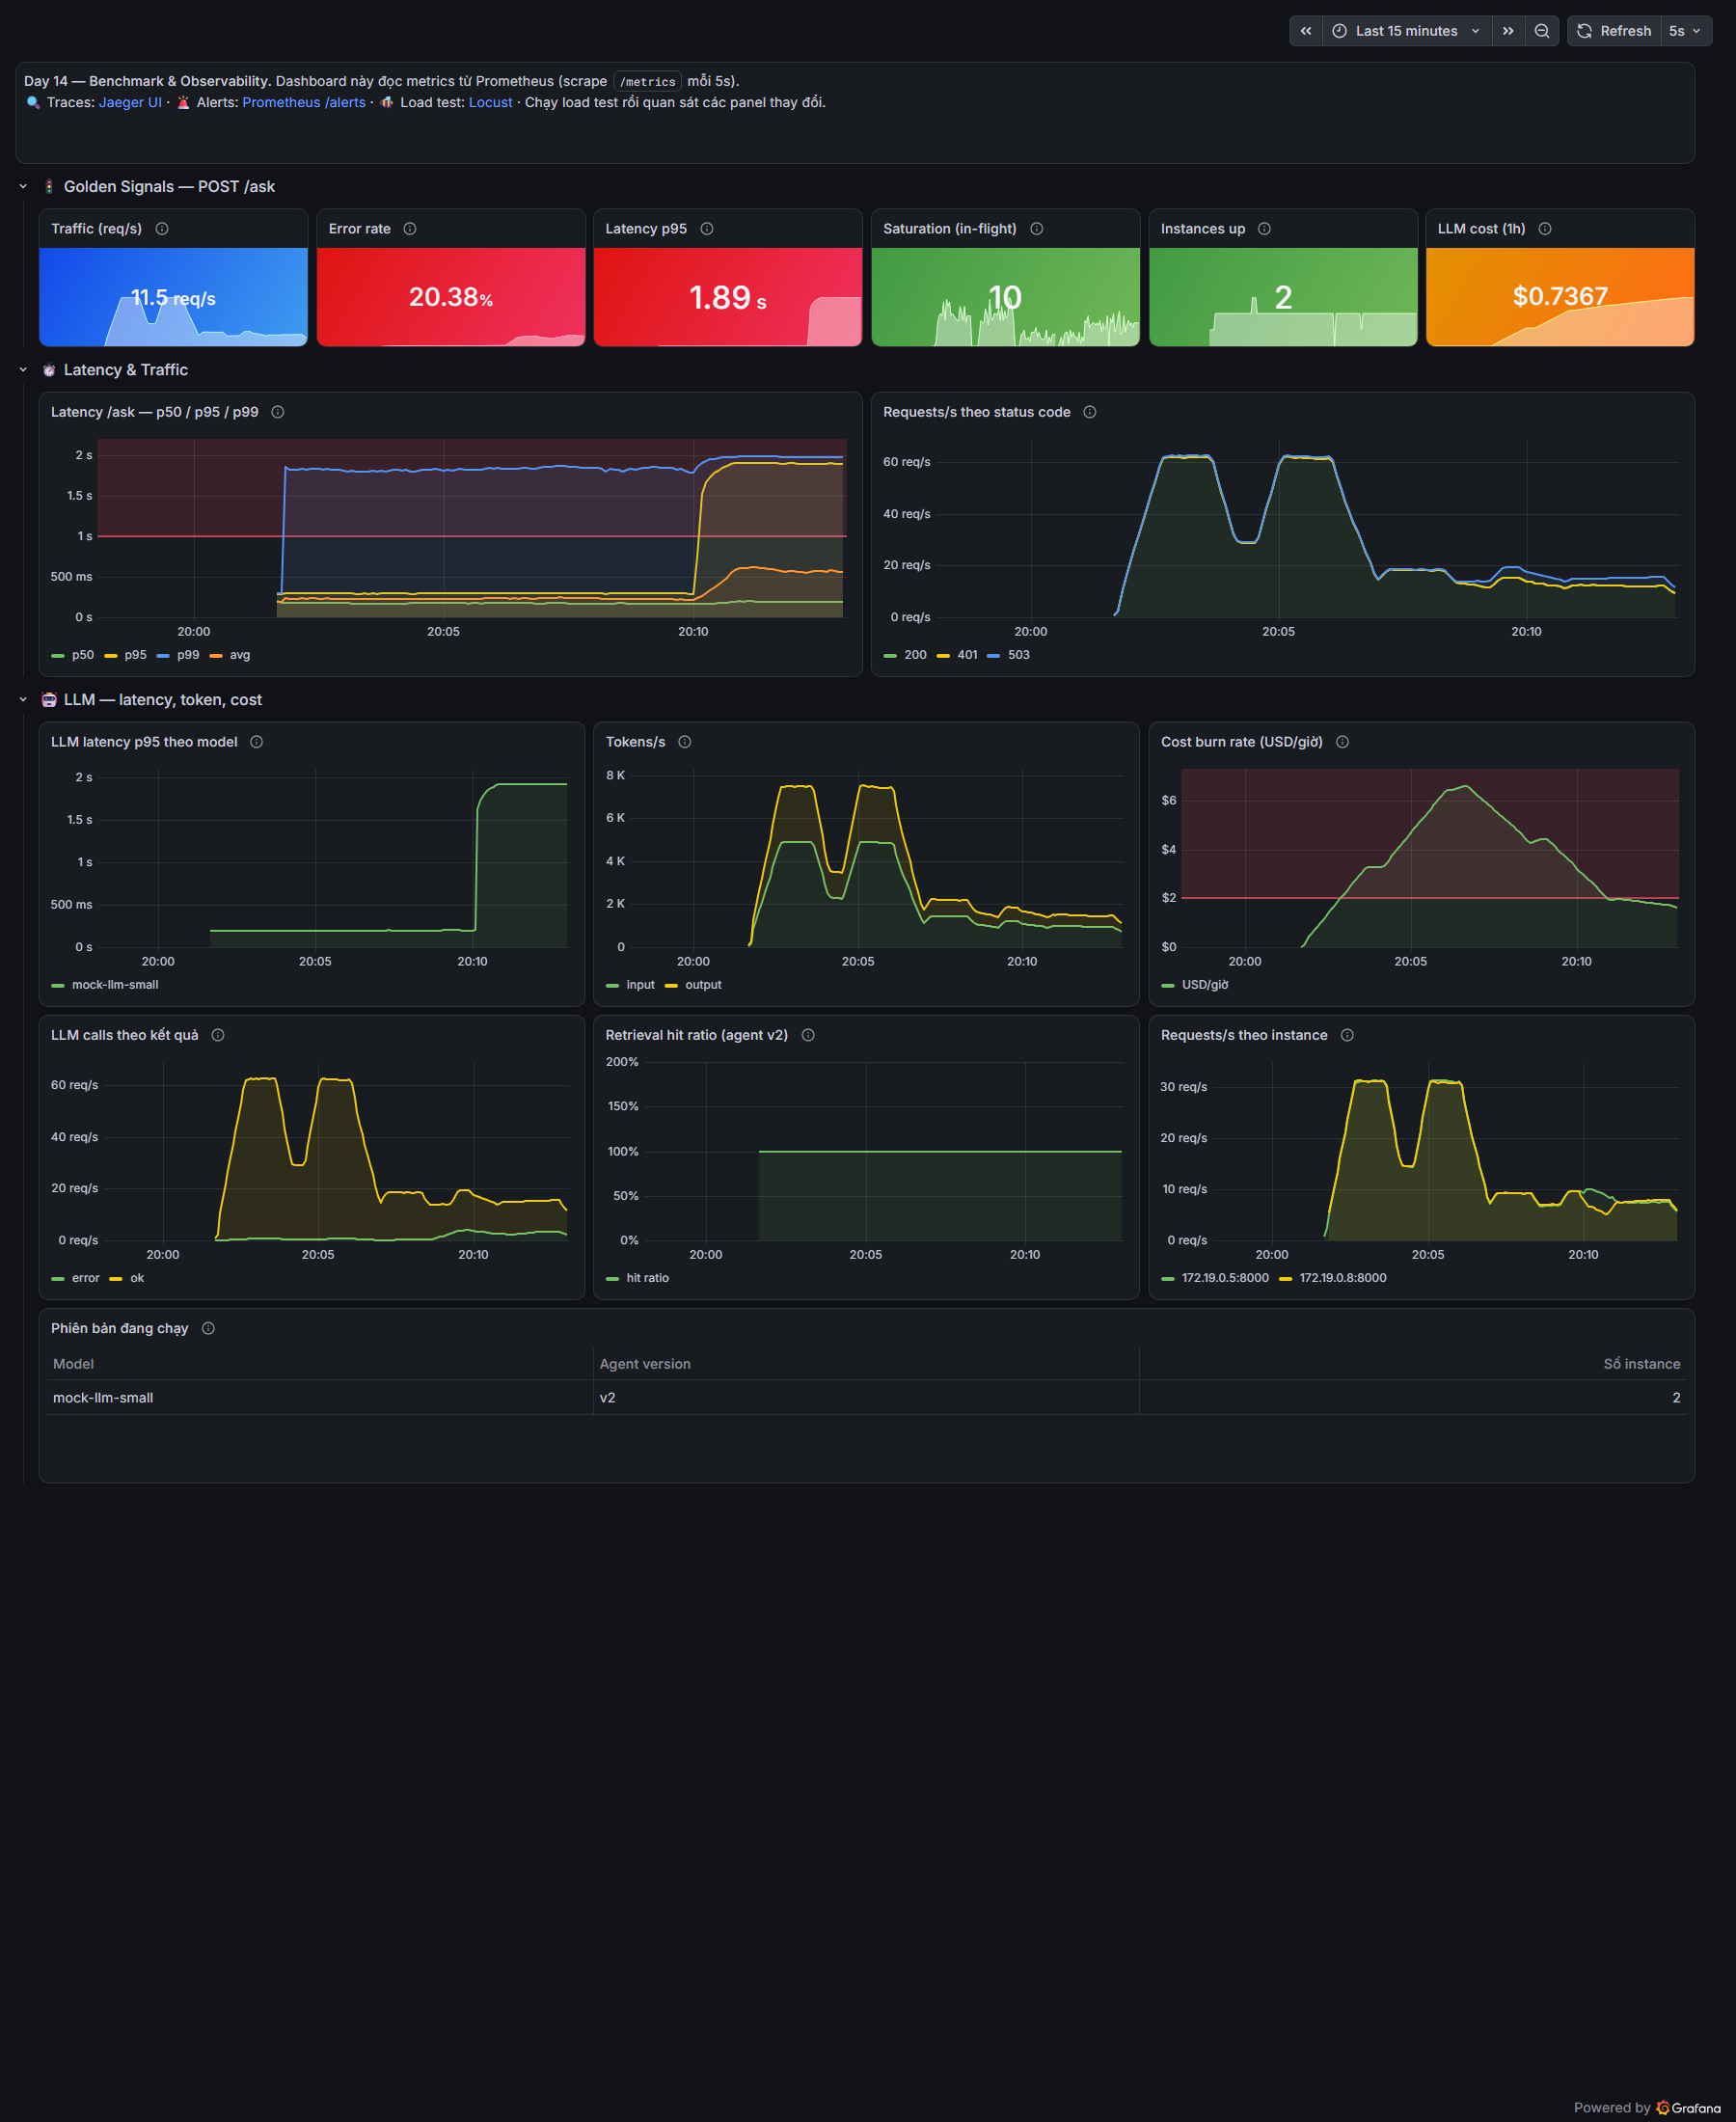 Last 15 minutes
Refresh
5s
Day 14 — Benchmark & Observability. Dashboard này đọc metrics từ Prometheus (scrape /metrics mỗi 5s).
Traces: Jaeger UI · Alerts: Prometheus /alerts · Load test: Locust · Chạy load test rồi quan sát các panel thay đổi.
Golden Signals — POST /ask
Traffic (req/s)
11.5 req/s
Error rate
20.38%
Latency p95
1.89 s
Saturation (in-flight)
10
Instances up
2
LLM cost (1h)
$0.7367
Latency & Traffic
Latency /ask — p50 / p95 / p99
2 s
1.5 s
1 s
500 ms
0 s
20:00 20:05 20:10
p50 p95 p99 avg
Requests/s theo status code
60 req/s
40 req/s
20 req/s
0 req/s
20:00 20:05 20:10
200 401 503
LLM — latency, token, cost
LLM latency p95 theo model
2 s
1.5 s
1 s
500 ms
0 s
20:00 20:05 20:10
mock-llm-small
Tokens/s
8 K
6 K
4 K
2 K
0
20:00 20:05 20:10
input output
Cost burn rate (USD/giờ)
$6
$4
$2
$0
20:00 20:05 20:10
USD/giờ
LLM calls theo kết quả
60 req/s
40 req/s
20 req/s
0 req/s
20:00 20:05 20:10
error ok
Retrieval hit ratio (agent v2)
200%
150%
100%
50%
0%
20:00 20:05 20:10
hit ratio
Requests/s theo instance
30 req/s
20 req/s
10 req/s
0 req/s
20:00 20:05 20:10
172.19.0.5:8000 172.19.0.8:8000
Phiên bản đang chạy
Model Agent version Số instance
mock-llm-small v2 2
Powered by Grafana